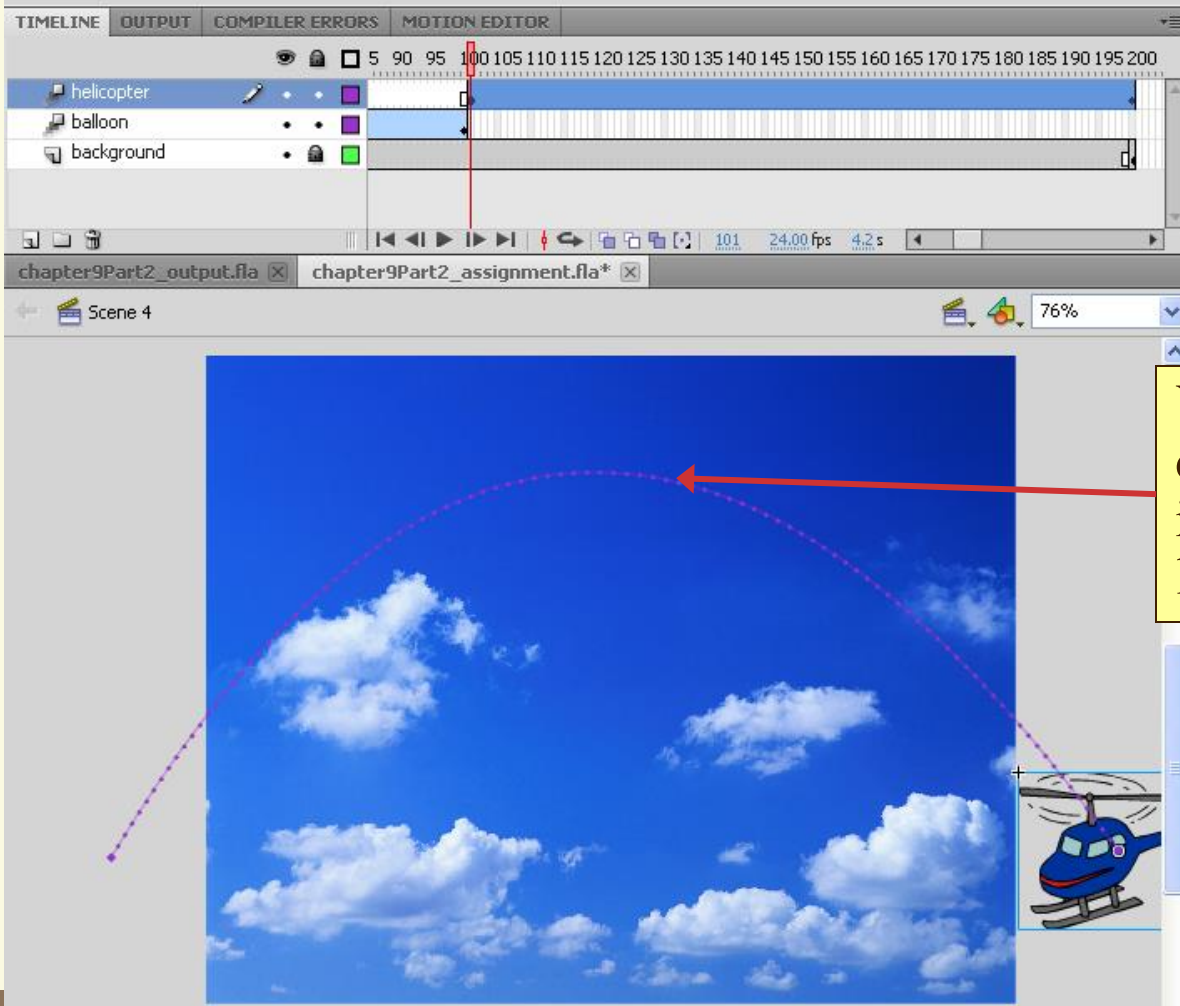 TIMELINE OUTPUT COMPILER ERRORS MOTION EDITOR
5 90 95 100 105 110 115 120 125 130 135 140 145 150 155 160 165 170 175 180 185 190 195 200
helicopter
balloon
background
101 24.00 fps 4.2 s
chapter9Part2_output.fla chapter9Part2_assignment.fla*
Scene 4
76%